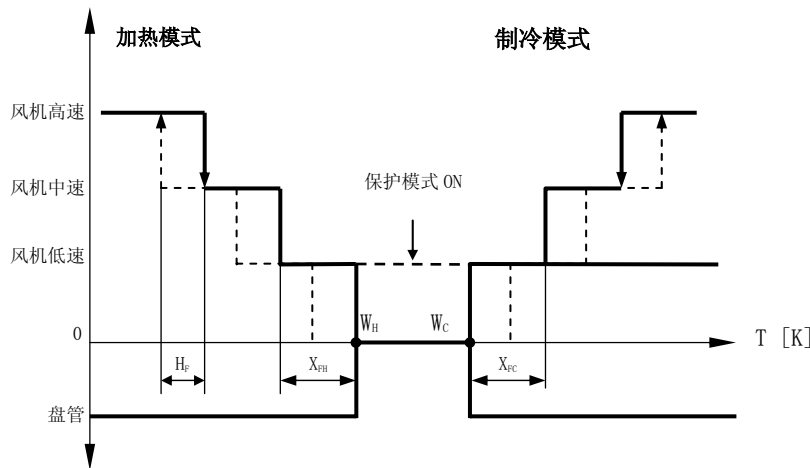 加热模式
制冷模式
风机高速
风机中速
保护模式 ON
风机低速
W_H
W_C
0
T [K]
H_F
X_FH
X_FC
盘管